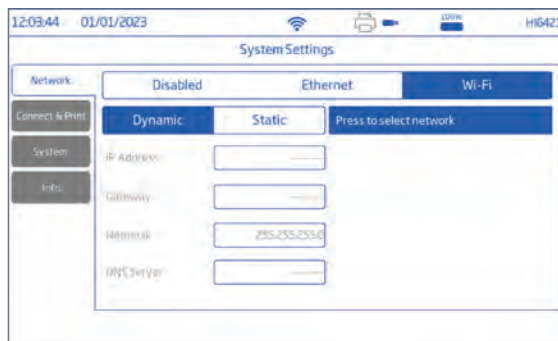 12:03:44 01/01/2023 HI6421
System Settings
Network Disabled Ethernet Wi-Fi
Connect & Print Dynamic Static Press to select network
System IP Address
Info Gateway
Netmask 255.255.255.0
DNS Server